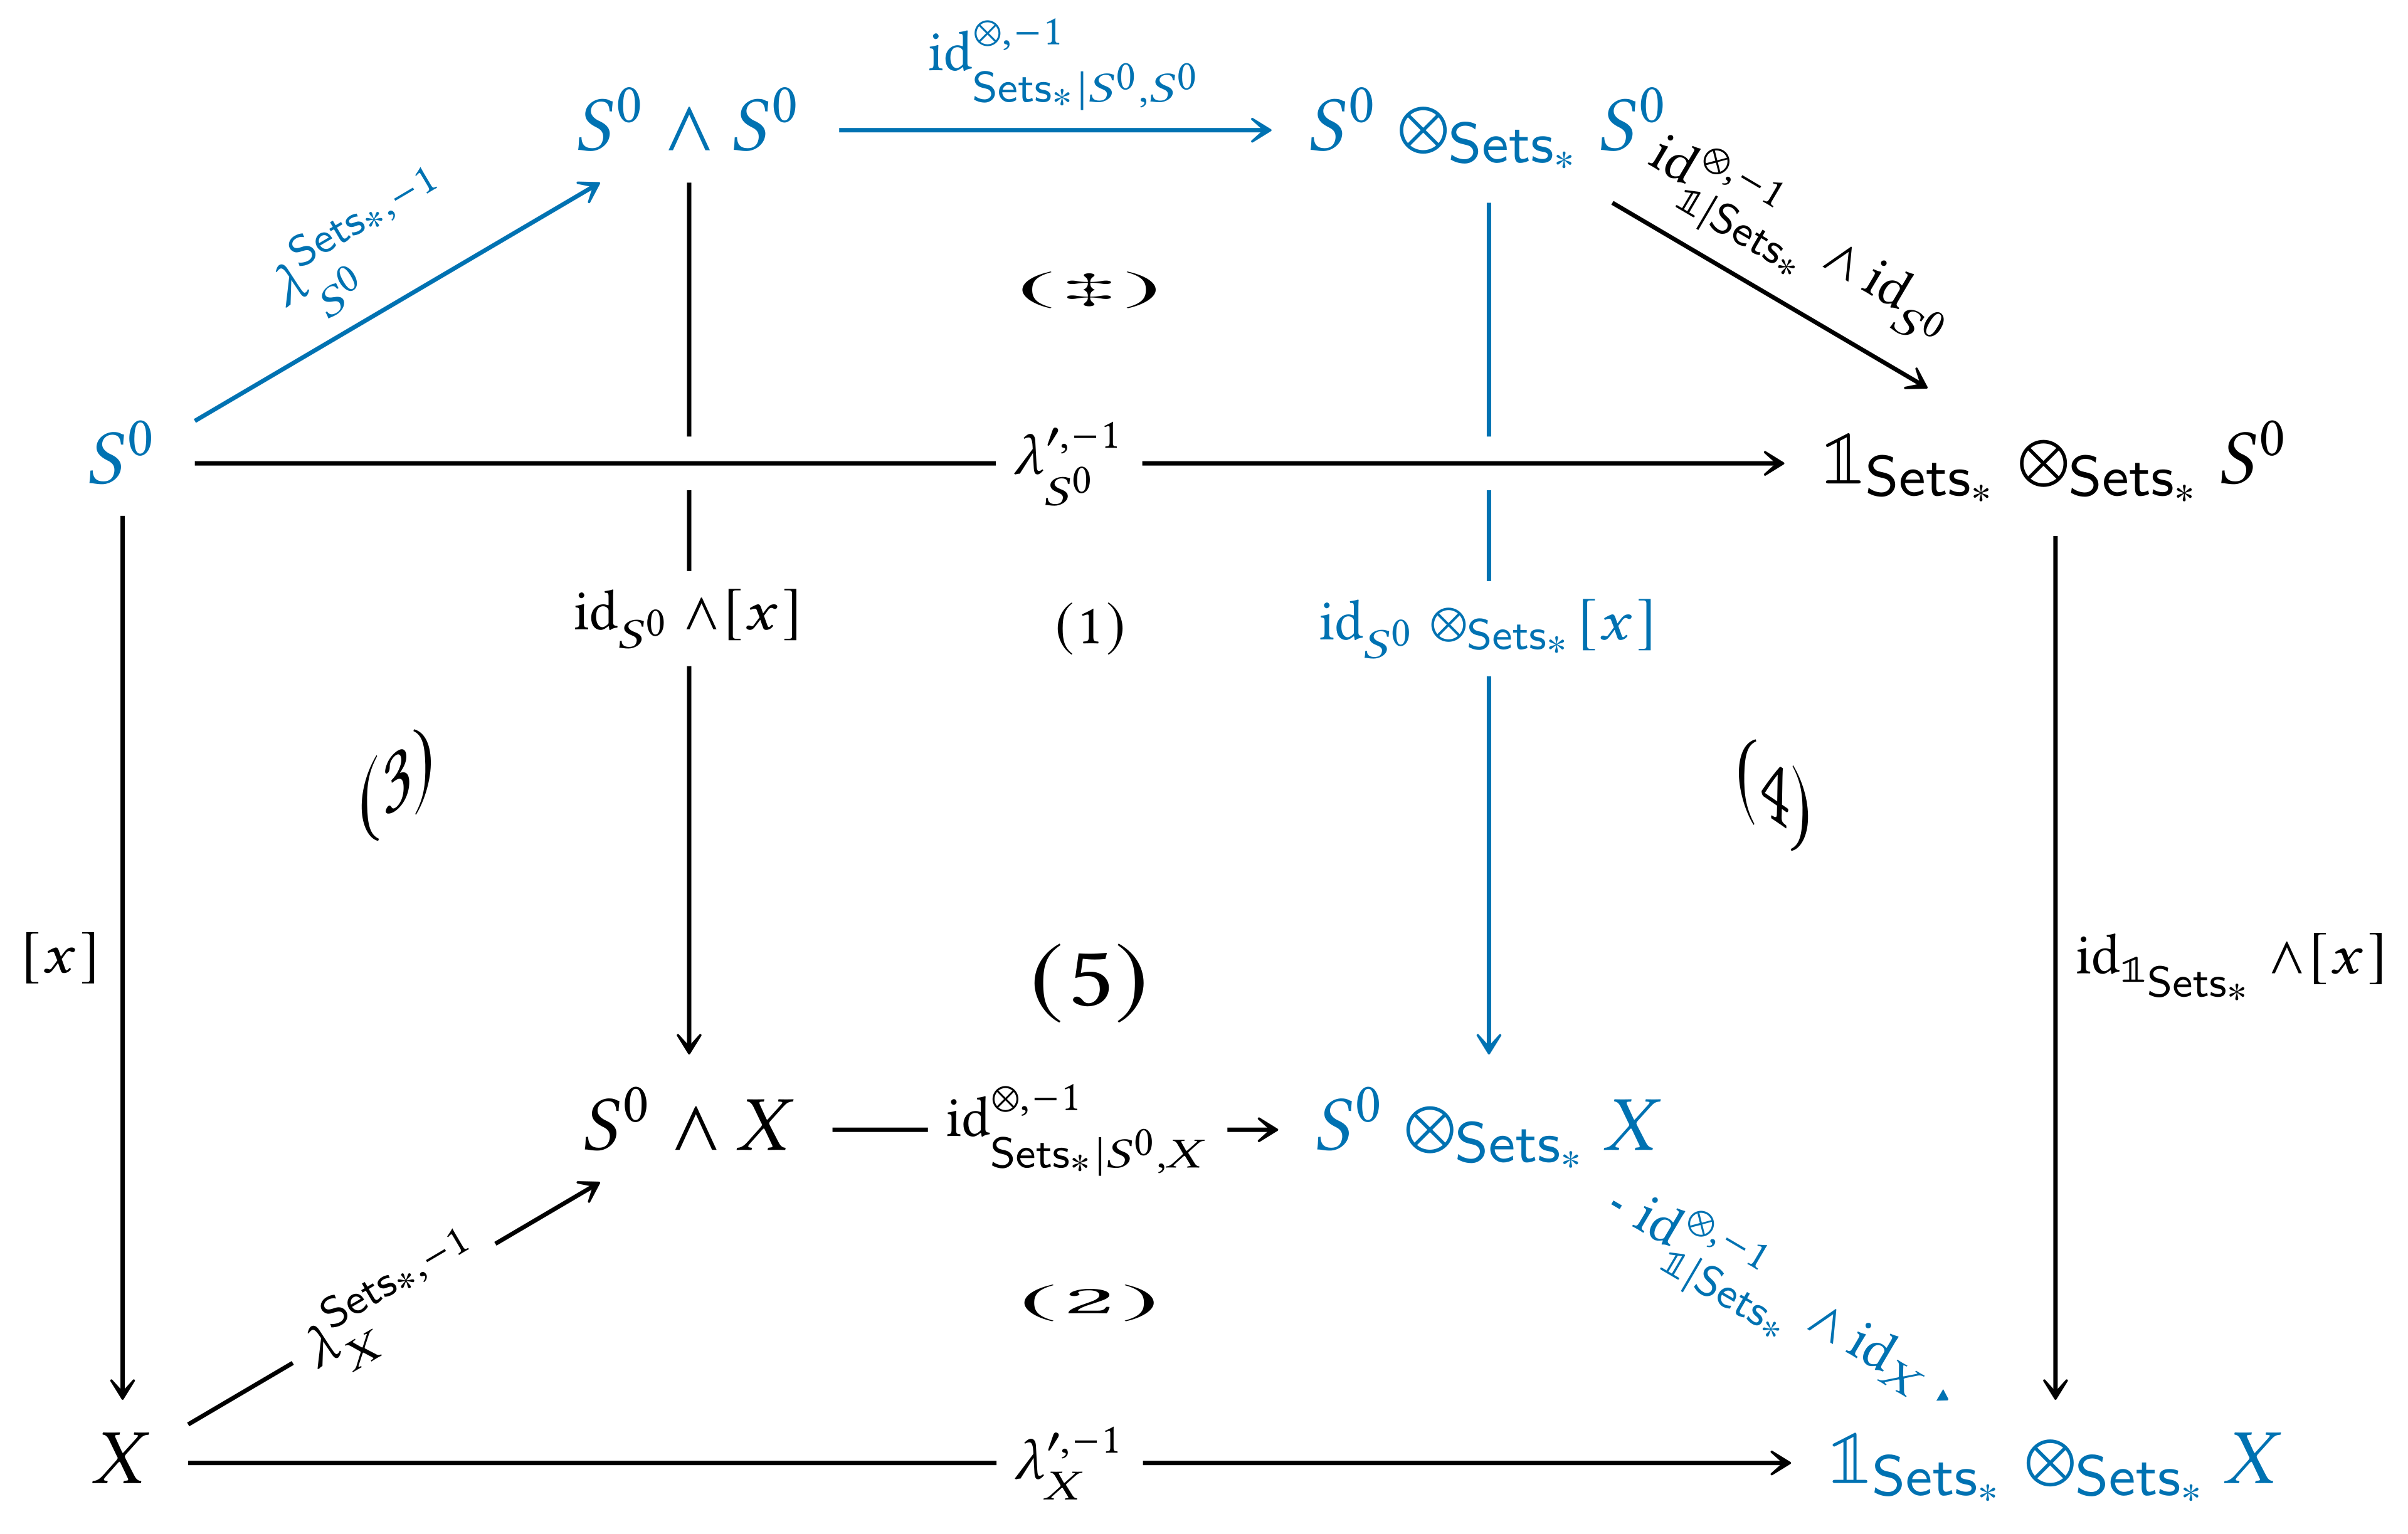 id^{⊗,−1}_{Sets_*|S^0,S^0}
S^0 ∧ S^0
S^0 ⊗_{Sets_*} S^0
λ^{Sets_*,−1}_{S^0}
id^{⊗,−1}_{𝟙|Sets_*} ∧ id_{S^0}
(‡)
S^0
λ′^{,−1}_{S^0}
𝟙_{Sets_*} ⊗_{Sets_*} S^0
id_{S^0} ∧ [x]
(1)
id_{S^0} ⊗_{Sets_*} [x]
(3)
(4)
[x]
(5)
id_{𝟙_{Sets_*}} ∧ [x]
S^0 ∧ X
id^{⊗,−1}_{Sets_*|S^0,X}
S^0 ⊗_{Sets_*} X
λ^{Sets_*,−1}_X
(2)
id^{⊗,−1}_{𝟙|Sets_*} ∧ id_X
X
λ′^{,−1}_X
𝟙_{Sets_*} ⊗_{Sets_*} X